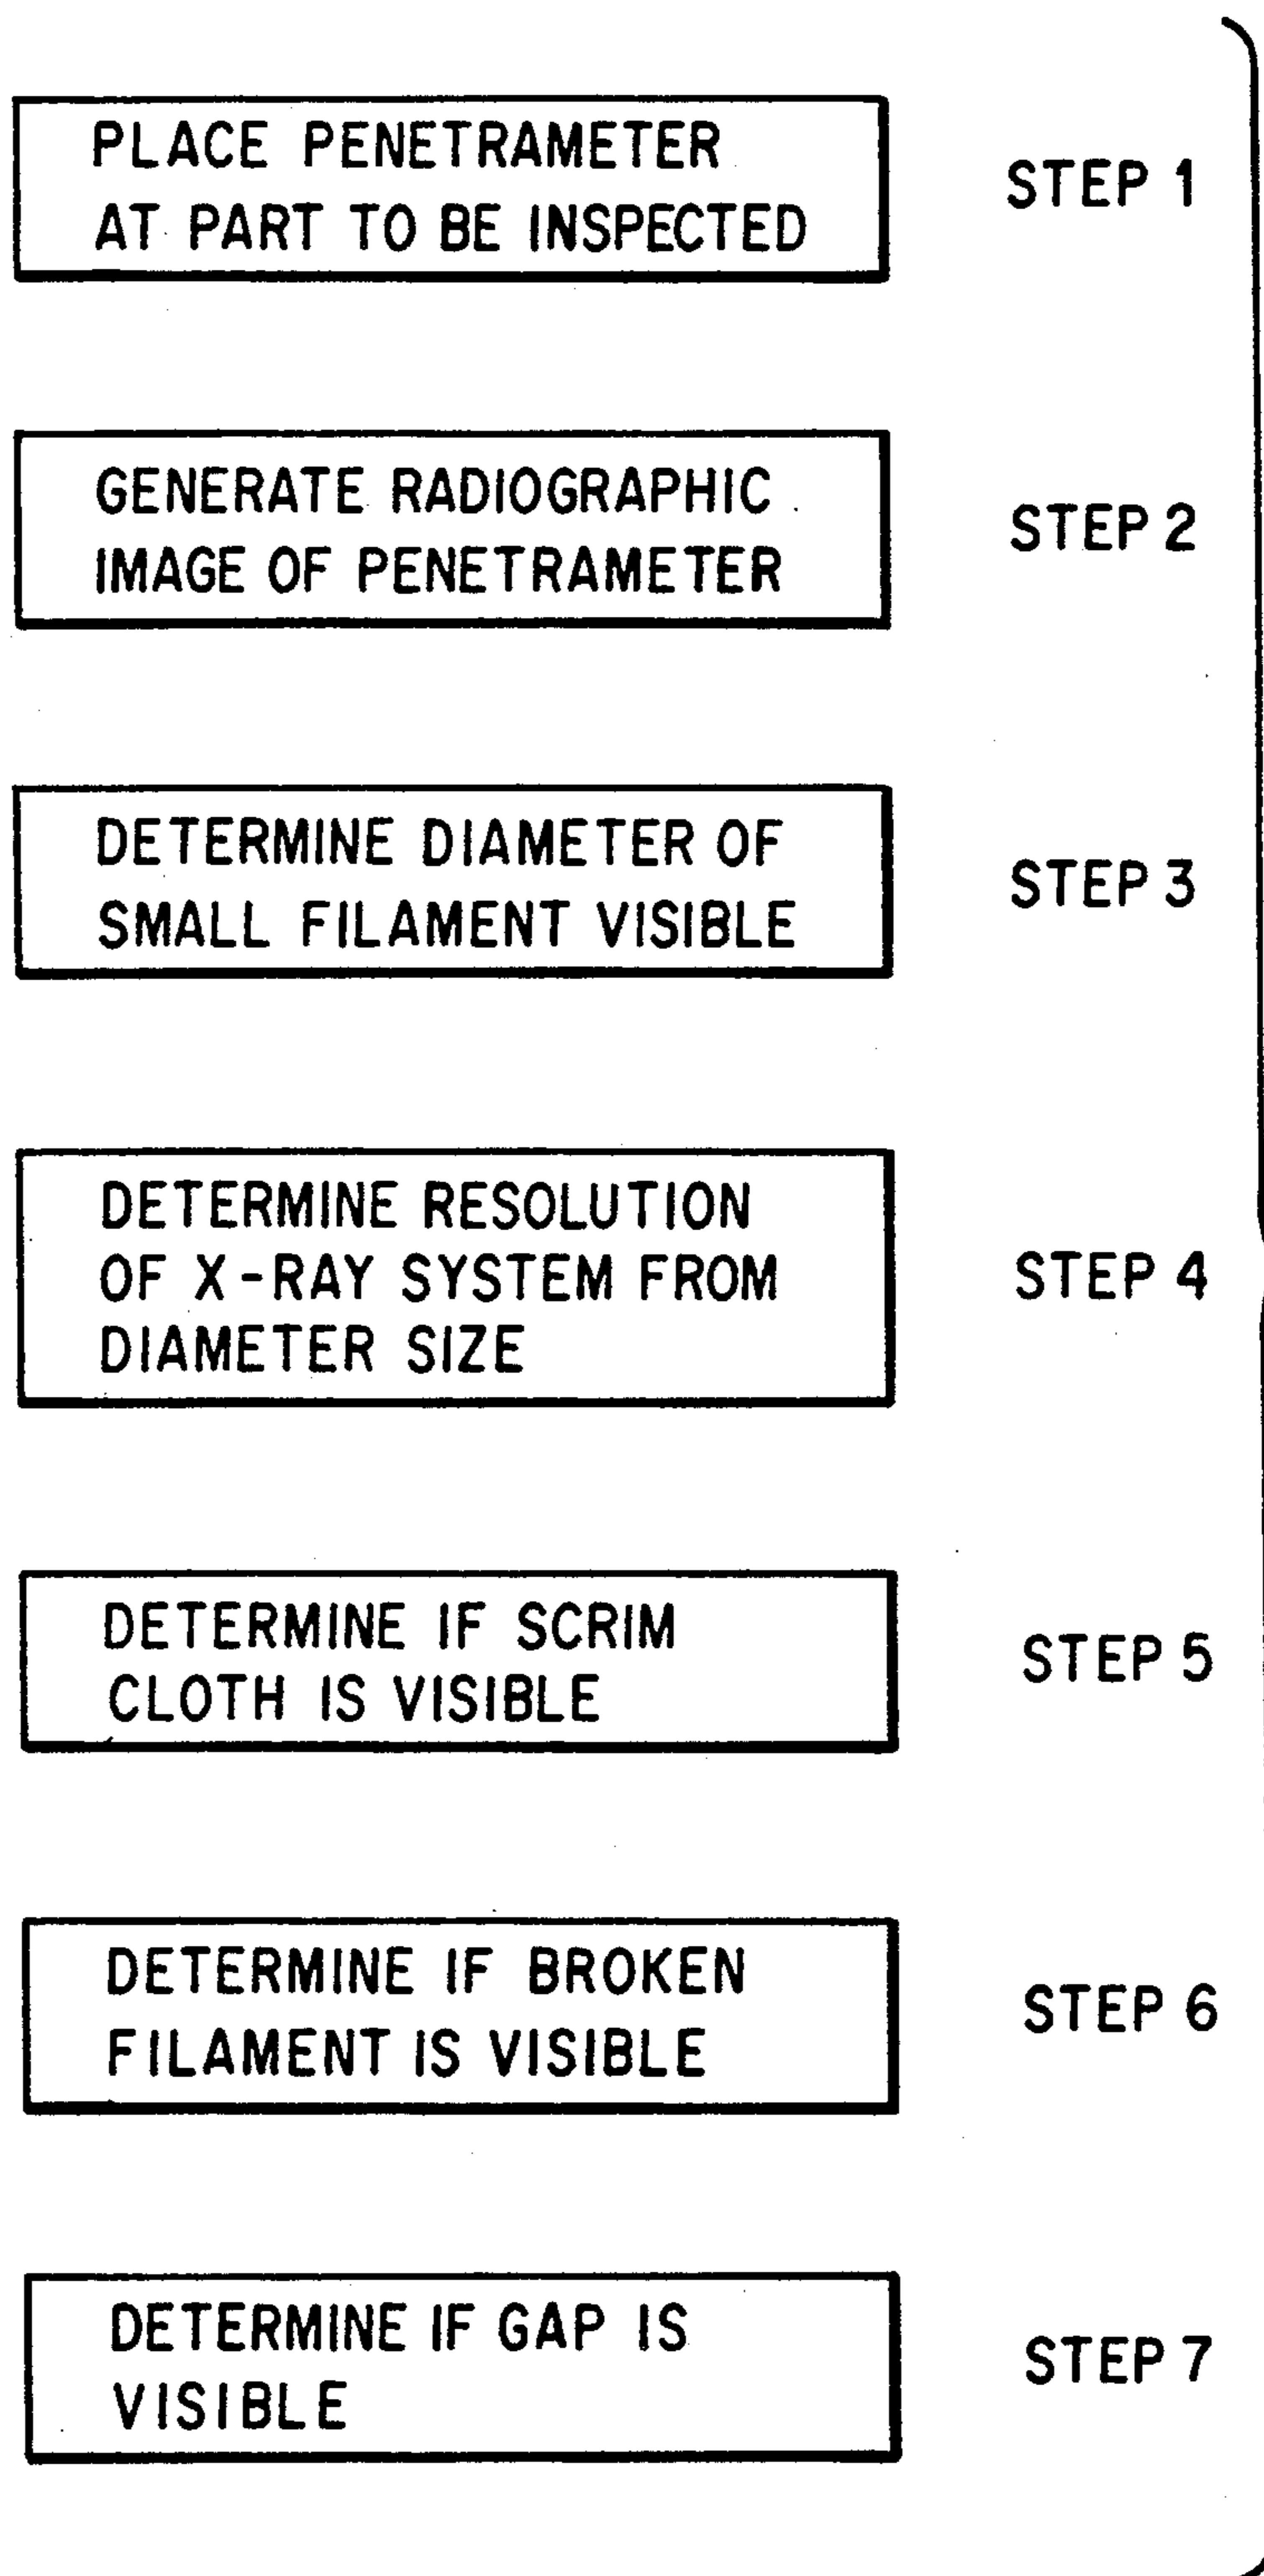 PLACE PENETRAMETER
AT PART TO BE INSPECTED
STEP 1
GENERATE RADIOGRAPHIC
IMAGE OF PENETRAMETER
STEP 2
DETERMINE DIAMETER OF
SMALL FILAMENT VISIBLE
STEP 3
DETERMINE RESOLUTION
OF X-RAY SYSTEM FROM
DIAMETER SIZE
STEP 4
DETERMINE IF SCRIM
CLOTH IS VISIBLE
STEP 5
DETERMINE IF BROKEN
FILAMENT IS VISIBLE
STEP 6
DETERMINE IF GAP IS
VISIBLE
STEP 7